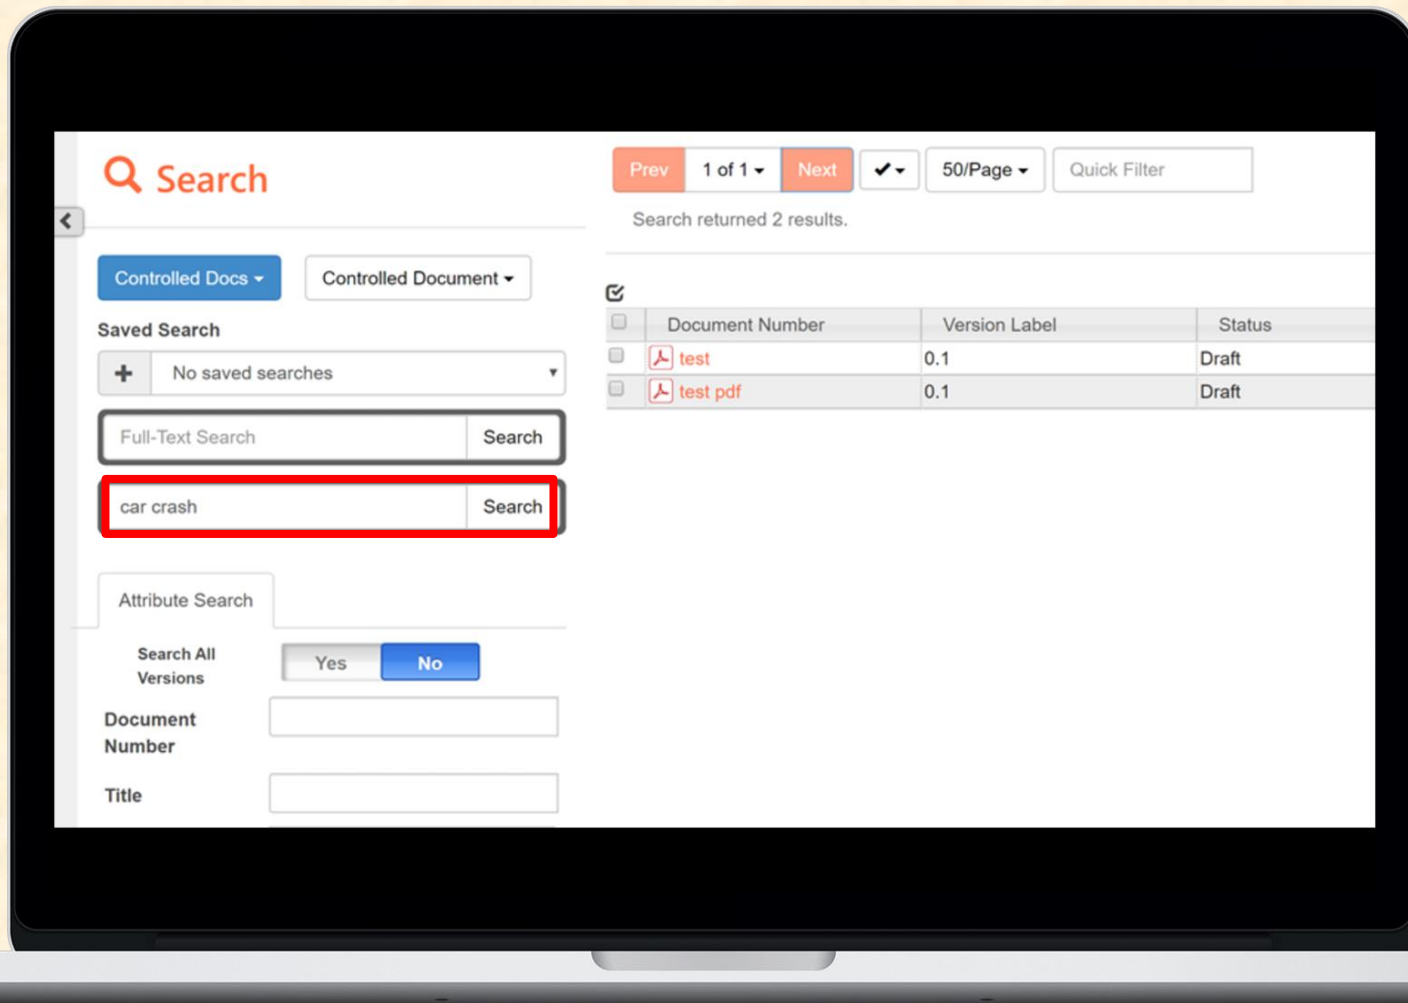 Search
Controlled Docs
Controlled Document
Saved Search
No saved searches
Full-Text Search Search
car crash Search
Attribute Search
Search All
Versions
Yes No
Document
Number
Title
Prev 1 of 1 Next 50/Page Quick Filter
Search returned 2 results.
Document Number Version Label Status
test 0.1 Draft
test pdf 0.1 Draft